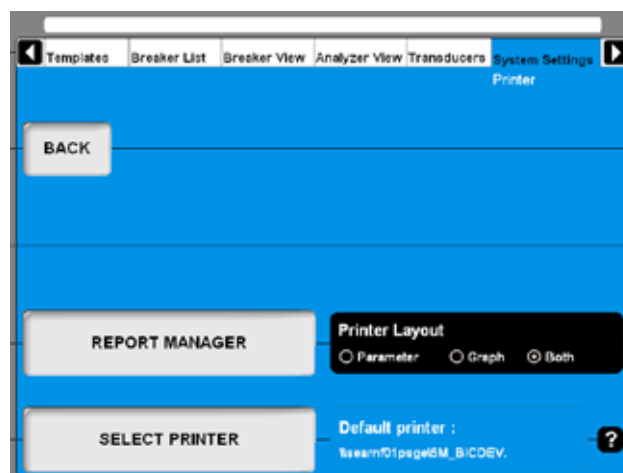 Templates Breaker List Breaker View Analyzer View Transducers System Settings
Printer
BACK
REPORT MANAGER
Printer Layout
Parameter Graph Both
SELECT PRINTER
Default printer :
?